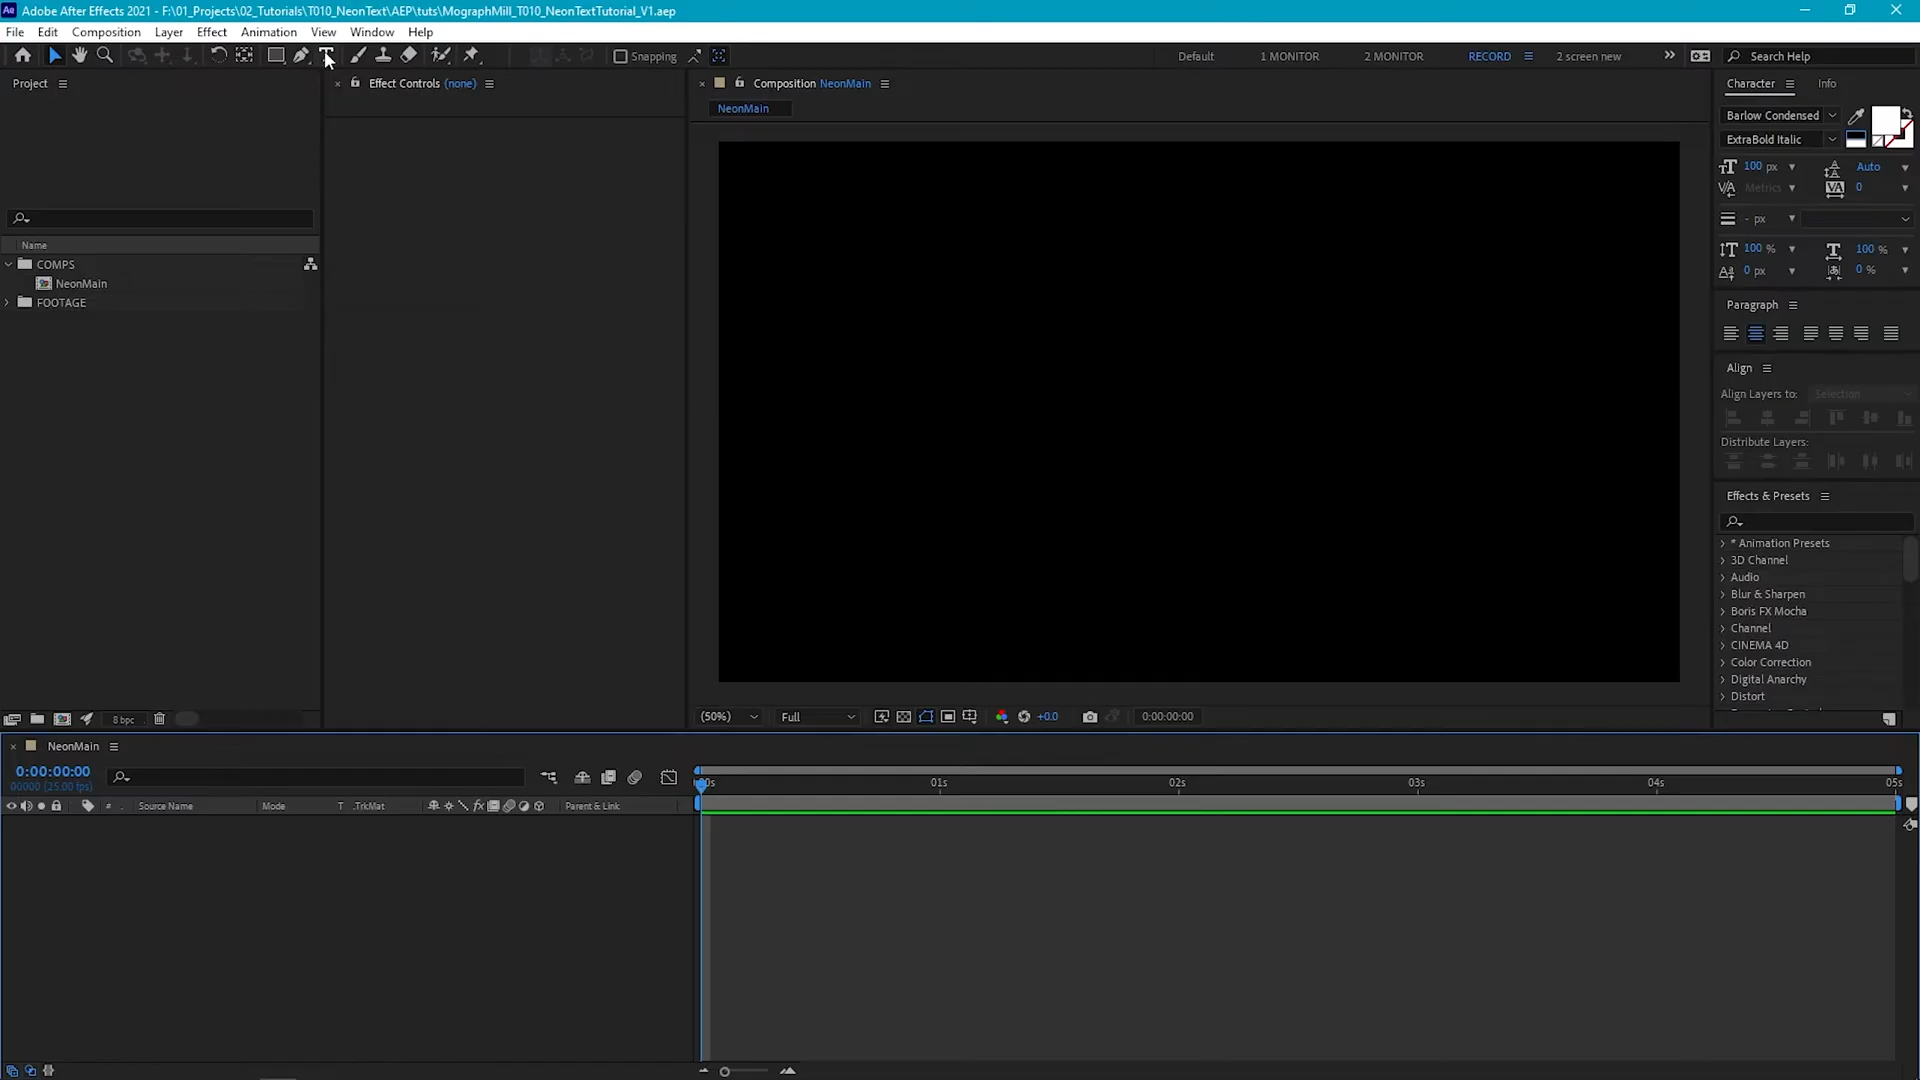 Adobe After Effects 2021 - F:\01_Projects\02_Tutorials\T010_NeonText\AEP\tuts\MographMill_T010_NeonTextTutorial_V1.aep
File Edit Composition Layer Effect Animation View Window Help
Snapping Default 1 MONITOR 2 MONITOR RECORD 2 screen new Search Help
Project Effect Controls (none) Composition NeonMain Character Info
NeonMain
Barlow Condensed
ExtraBold Italic
100 px Auto
Metrics 0
- px
100 % 100 %
0 px 0 %
Name
COMPS
NeonMain
FOOTAGE
Paragraph
Align
Align Layers to: Selection
Distribute Layers:
Effects & Presets
* Animation Presets
3D Channel
Audio
Blur & Sharpen
Boris FX Mocha
Channel
CINEMA 4D
Color Correction
Digital Anarchy
Distort
8 bpc (50%) Full +0.0 0:00:00:00
NeonMain
0:00:00:00
00000 (25.00 fps)
01s 02s 03s 04s 05s
# Source Name Mode T .TrkMat Parent & Link